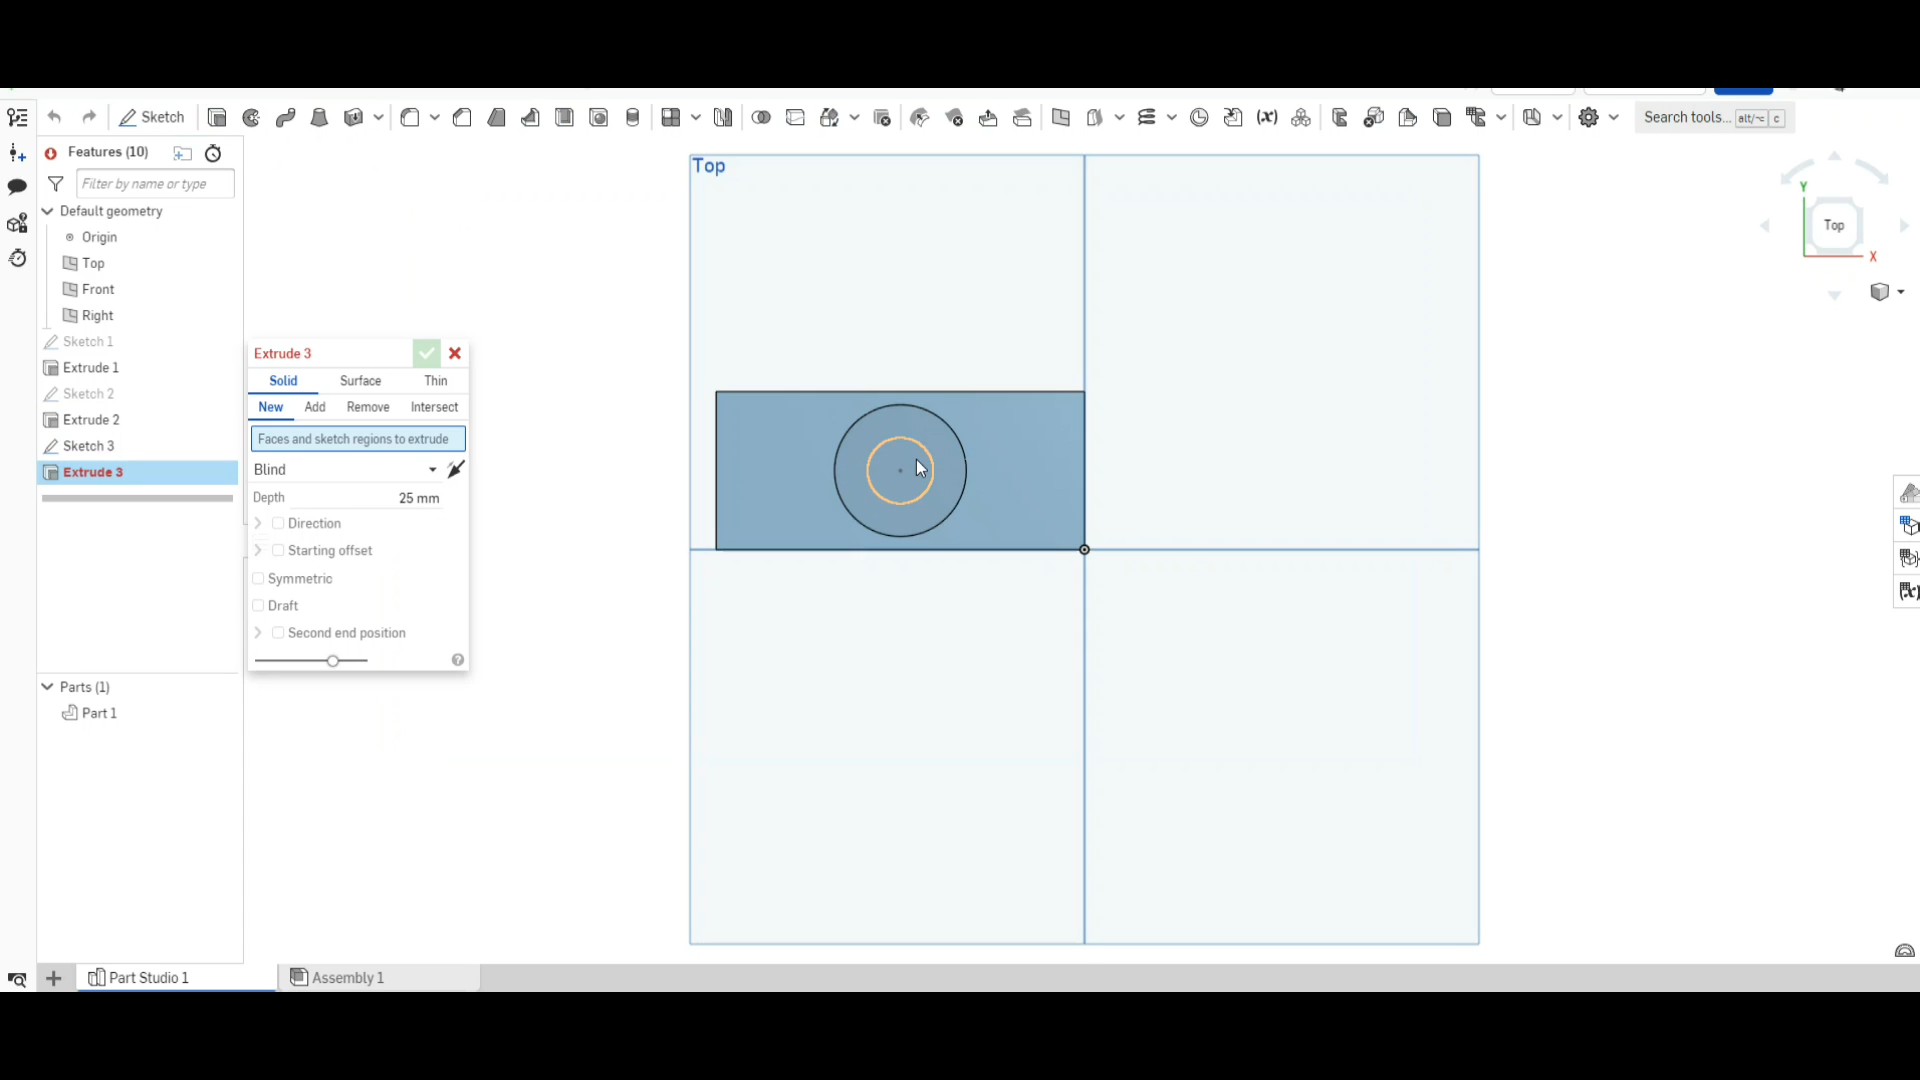 Sketch
Search tools... alt/⌥ c
Features (10)
Filter by name or type
Default geometry
Origin
Top
Front
Right
Sketch 1
Extrude 1
Sketch 2
Extrude 2
Sketch 3
Extrude 3
Parts (1)
Part 1
Extrude 3
Solid
Surface
Thin
New
Add
Remove
Intersect
Faces and sketch regions to extrude
Blind
Depth
25 mm
Direction
Starting offset
Symmetric
Draft
Second end position
Top
Y
Top
X
(x)
Part Studio 1
Assembly 1